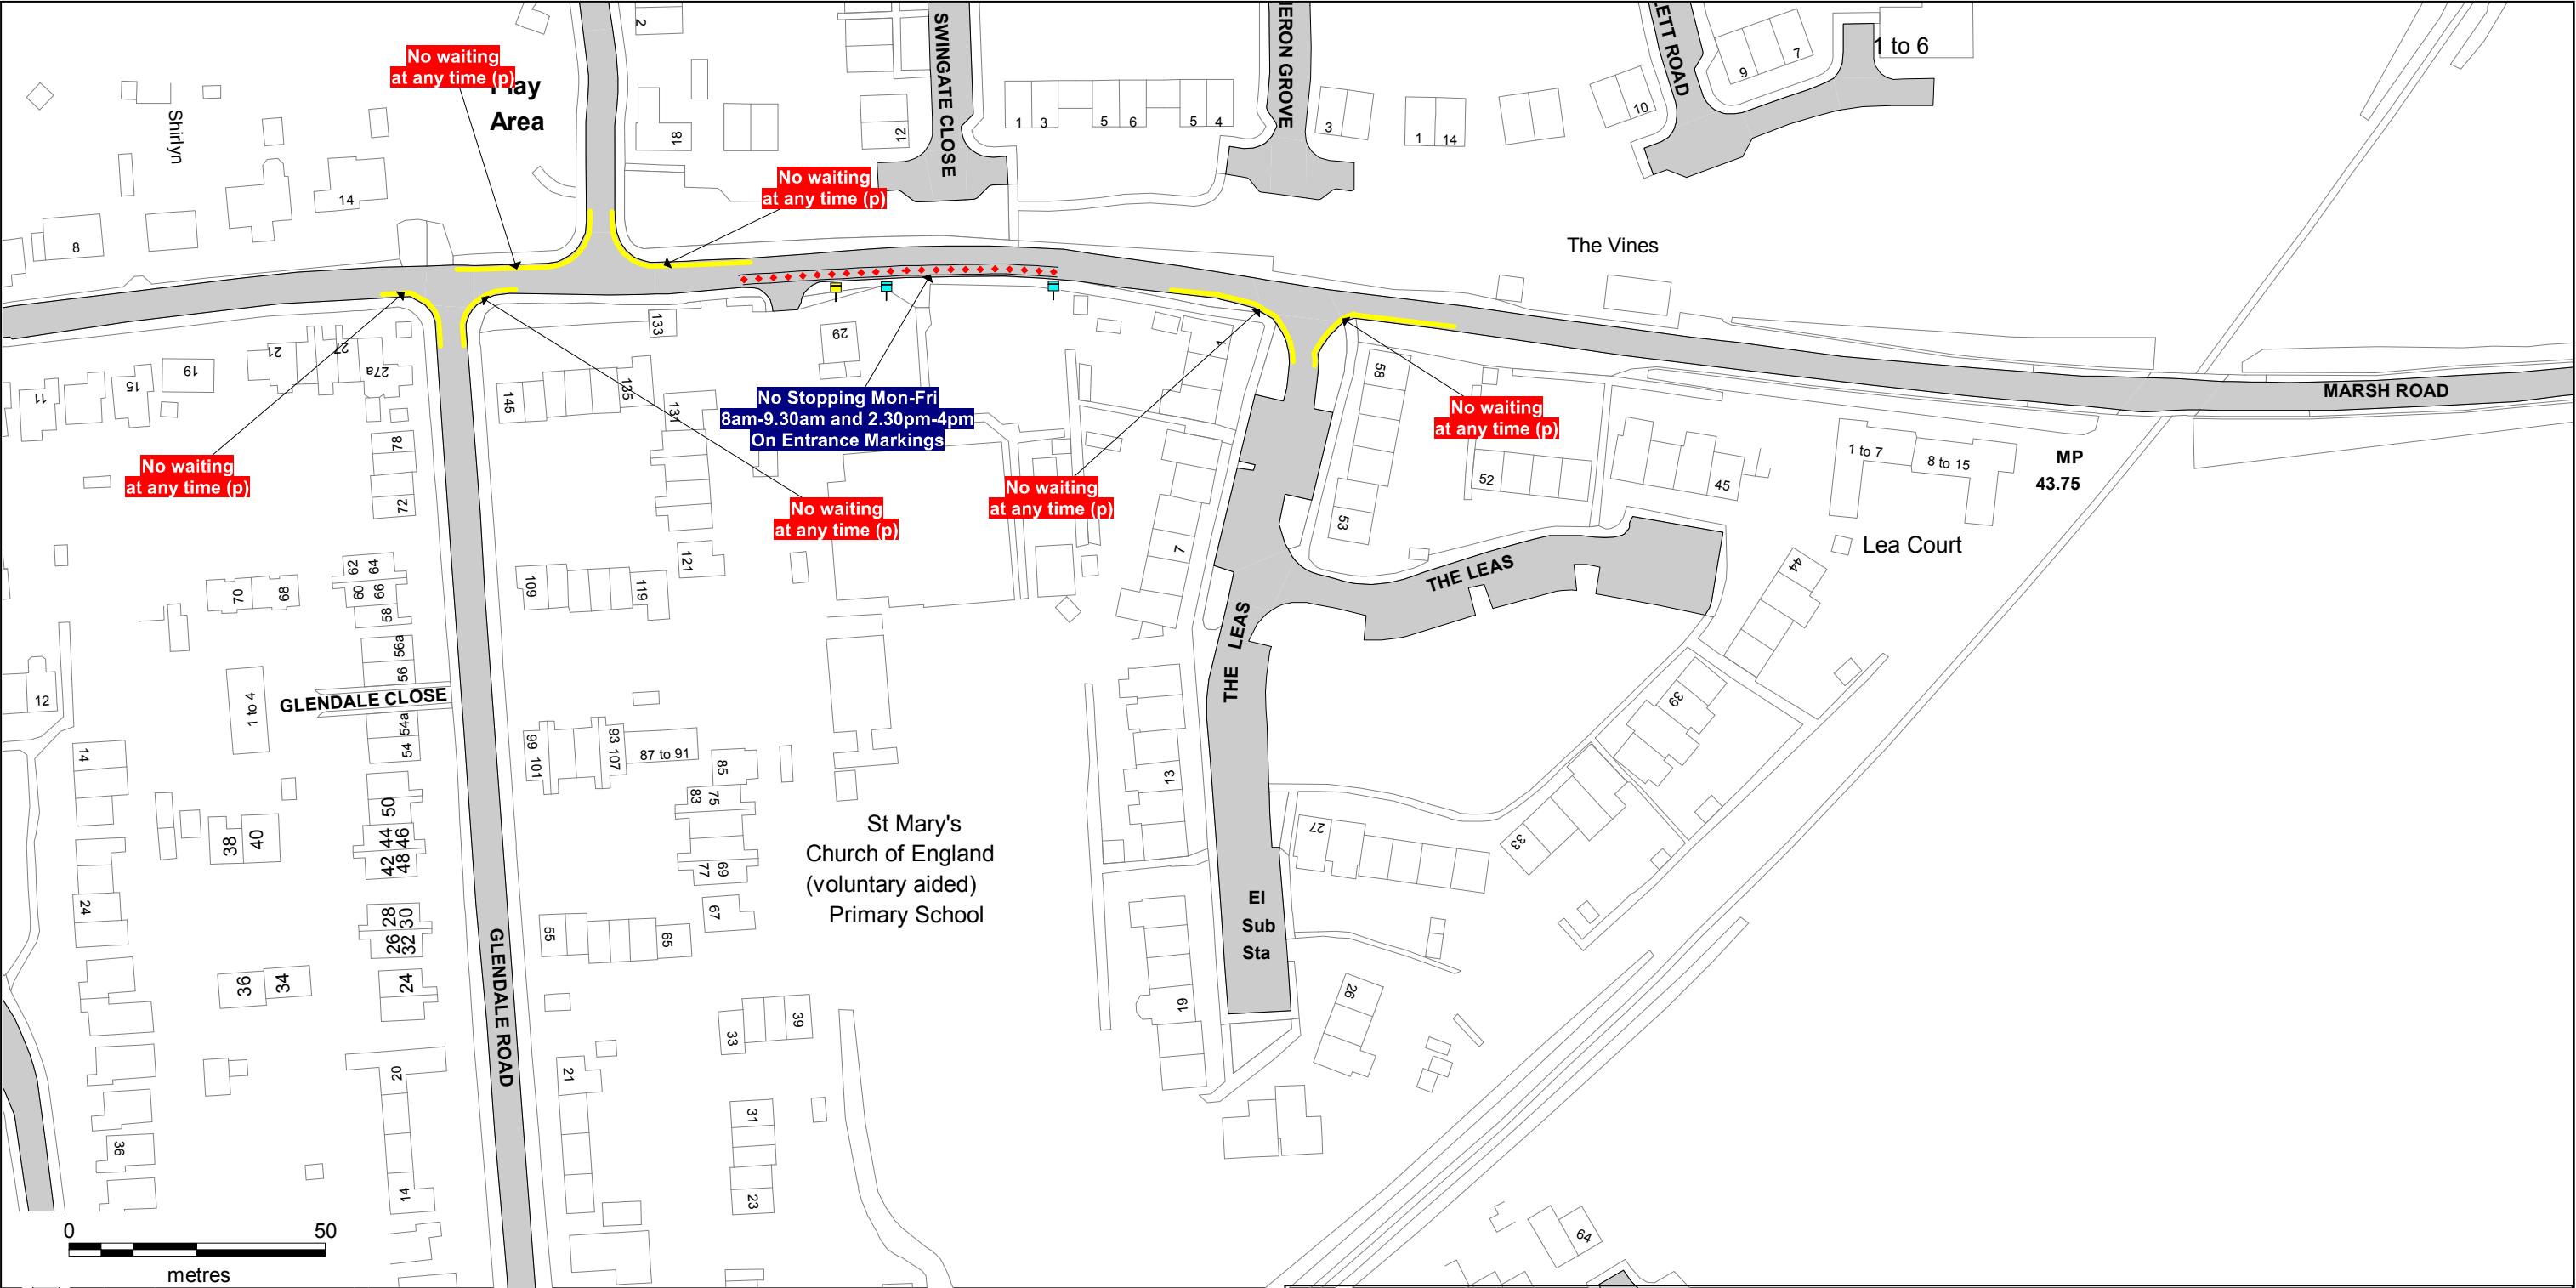 No waiting
at any time (p)
Area
Shirlyn
14
8
2
18
12
SWINGATE CLOSE
1 3 5 6 5 4
3
1 14
10
9
7
1 to 6
No waiting
at any time (p)
The Vines
MARSH ROAD
133
29
21
27
27a
19
15
11
145
135
131
No Stopping Mon-Fri
8am-9.30am and 2.30pm-4pm
On Entrance Markings
No waiting
at any time (p)
No waiting
at any time (p)
No waiting
at any time (p)
No waiting
at any time (p)
78
72
121
109
119
58
53
52
45
1 to 7
8 to 15
MP
43.75
Lea Court
44
39
33
27
THE LEAS
THE LEAS
7
13
19
26
El
Sub
Sta
62 64
60 66
58
56a
56
GLENDALE CLOSE
54a
54
70
68
1 to 4
12
14
24
36
38
40
50
44 46
42 48
28 30
26 32
24
36
34
20
14
GLENDALE ROAD
99 101
93 107
87 to 91
85
83 75
77 69
67
55
65
33
39
21
31
23
St Mary's
Church of England
(voluntary aided)
Primary School
64
0 50
metres